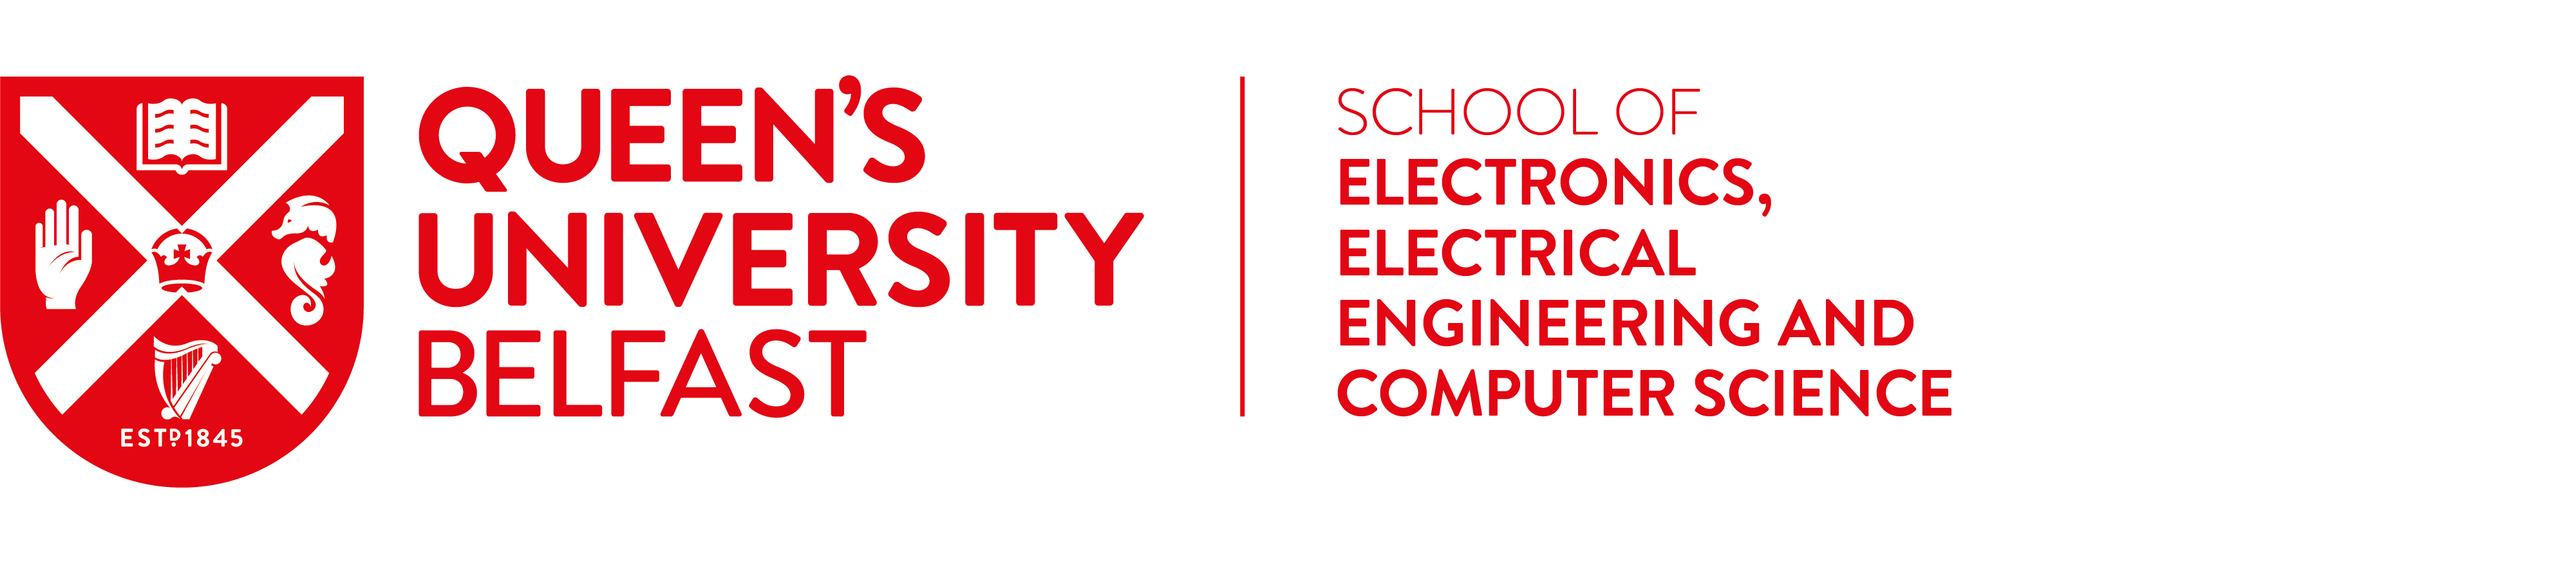 QUEEN'S
UNIVERSITY
BELFAST
ESTD 1845
SCHOOL OF
ELECTRONICS,
ELECTRICAL
ENGINEERING AND
COMPUTER SCIENCE